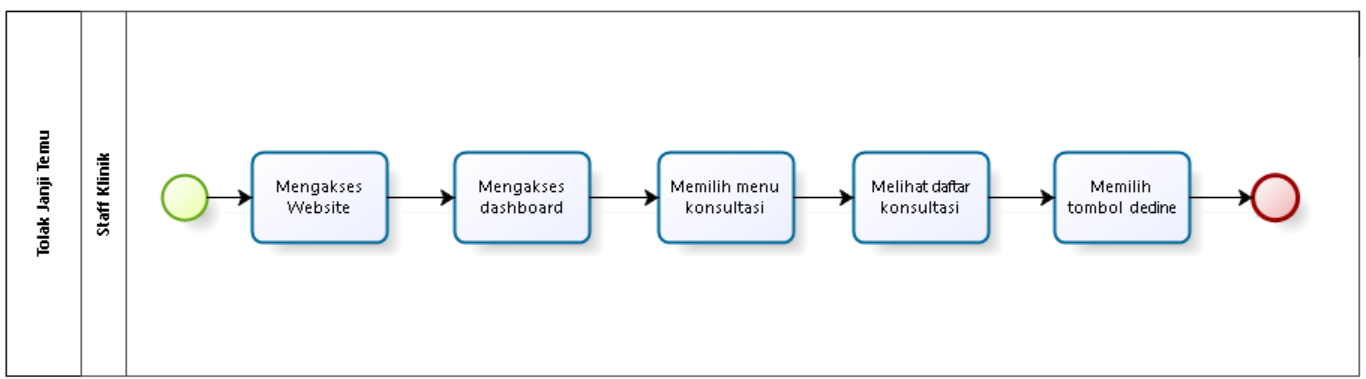 Tolak Janji Temu
Staff Klinik
Mengakses
Website
Mengakses
dashboard
Memilih menu
konsultasi
Melihat daftar
konsultasi
Memilih
tombol dedine